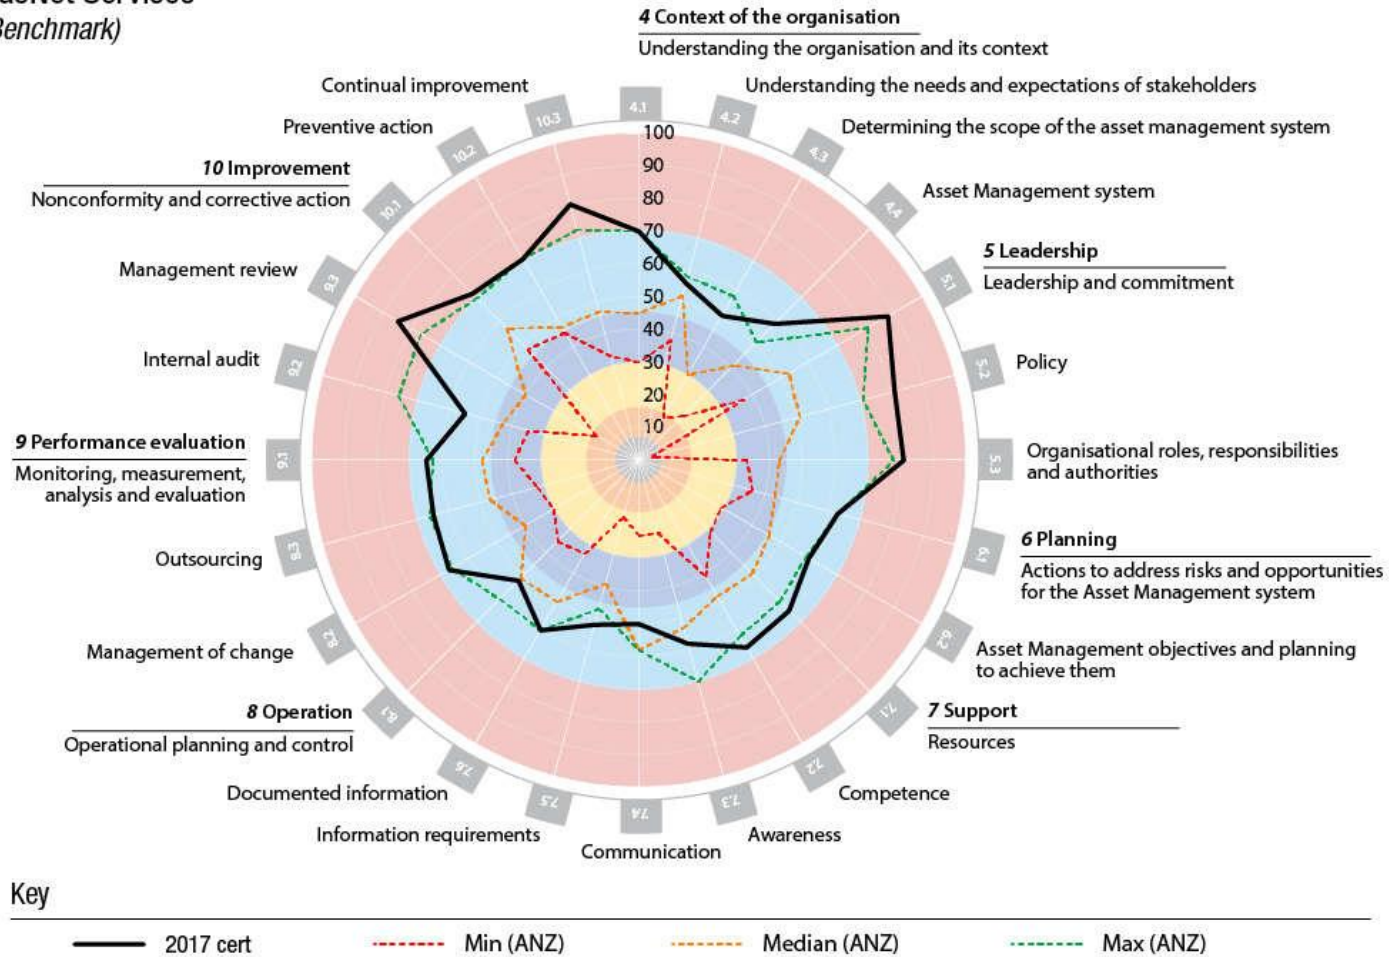 Benchmark)
4 Context of the organisation
Understanding the organisation and its context
Continual improvement
Understanding the needs and expectations of stakeholders
Preventive action
Determining the scope of the asset management system
10 Improvement
Nonconformity and corrective action
Asset Management system
5 Leadership
Leadership and commitment
Management review
Internal audit
Policy
9 Performance evaluation
Monitoring, measurement,
analysis and evaluation
Organisational roles, responsibilities
and authorities
Outsourcing
6 Planning
Actions to address risks and opportunities
for the Asset Management system
Management of change
Asset Management objectives and planning
to achieve them
8 Operation
Operational planning and control
7 Support
Resources
Documented information
Competence
Information requirements
Awareness
Communication
4.1
4.2
4.3
4.4
5.1
5.2
5.3
6.1
6.2
7.1
7.2
7.3
7.4
7.5
7.6
8.1
8.2
8.3
9.1
9.2
9.3
10.1
10.2
10.3
100
90
80
70
60
50
40
30
20
10
Key
2017 cert
Min (ANZ)
Median (ANZ)
Max (ANZ)